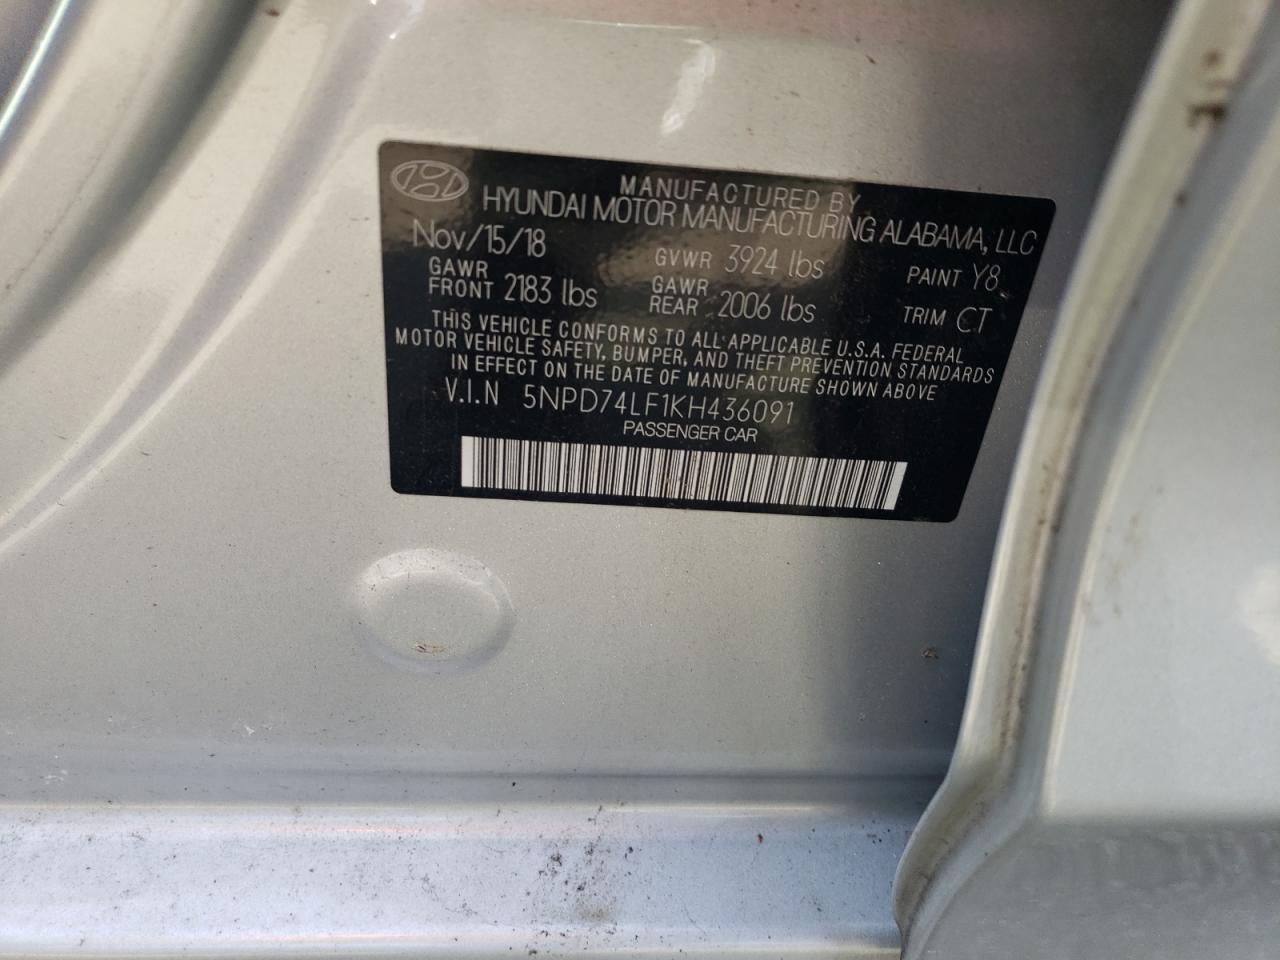 MANUFACTURED BY
HYUNDAI MOTOR MANUFACTURING ALABAMA, LLC
Nov/15/18 GVWR 3924 lbs PAINT Y8
GAWR FRONT 2183 lbs GAWR REAR 2006 lbs TRIM CT
THIS VEHICLE CONFORMS TO ALL APPLICABLE U.S.A. FEDERAL
MOTOR VEHICLE SAFETY, BUMPER, AND THEFT PREVENTION STANDARDS
IN EFFECT ON THE DATE OF MANUFACTURE SHOWN ABOVE
V.I.N 5NPD74LF1KH436091
PASSENGER CAR